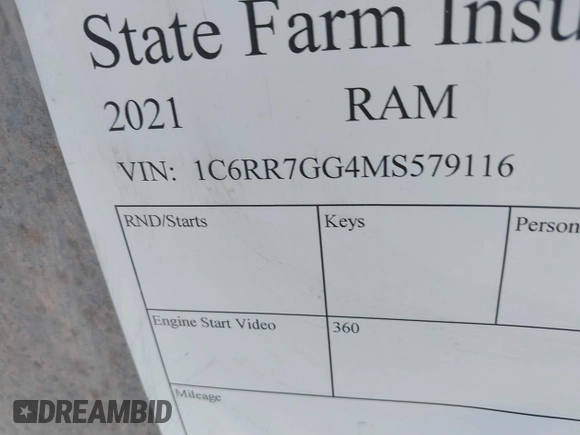 State Farm Insu
2021 RAM
VIN: 1C6RR7GG4MS579116
RND/Starts Keys Person
Engine Start Video 360
Mileage
DREAMBID